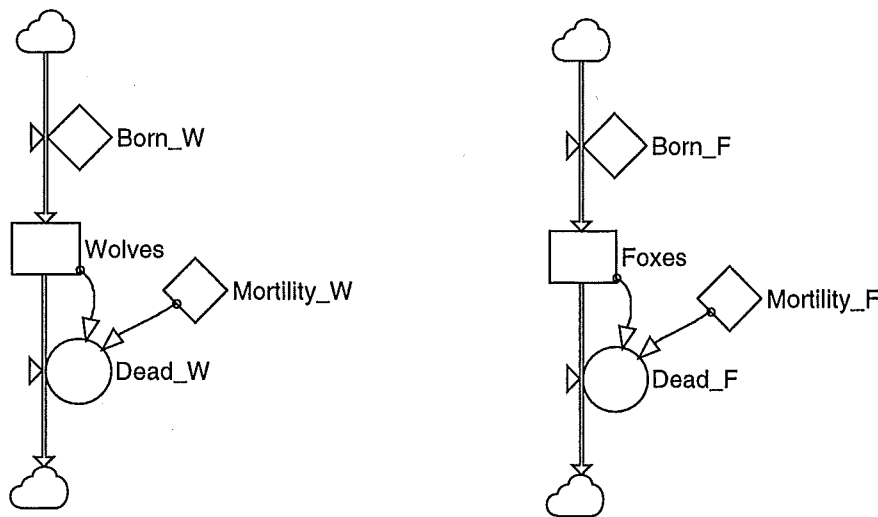 Born_W
Wolves
Mortility_W
Dead_W
Born_F
Foxes
Mortility_F
Dead_F